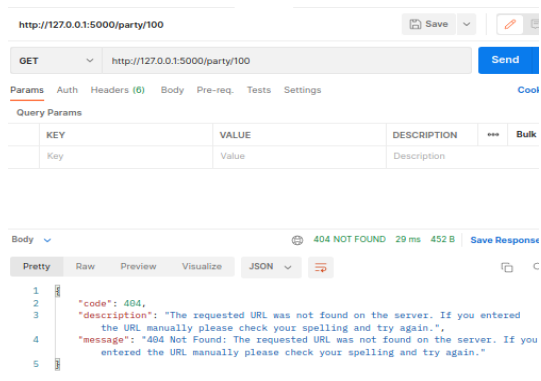 http://127.0.0.1:5000/party/100
Save
GET http://127.0.0.1:5000/party/100 Send
Params Auth Headers (6) Body Pre-req. Tests Settings Cook
Query Params
KEY VALUE DESCRIPTION Bulk
Key Value Description
Body 404 NOT FOUND 29 ms 452 B Save Response
Pretty Raw Preview Visualize JSON
1 {
2 "code": 404,
3 "description": "The requested URL was not found on the server. If you entered
the URL manually please check your spelling and try again.",
4 "message": "404 Not Found: The requested URL was not found on the server. If you
entered the URL manually please check your spelling and try again."
5 }